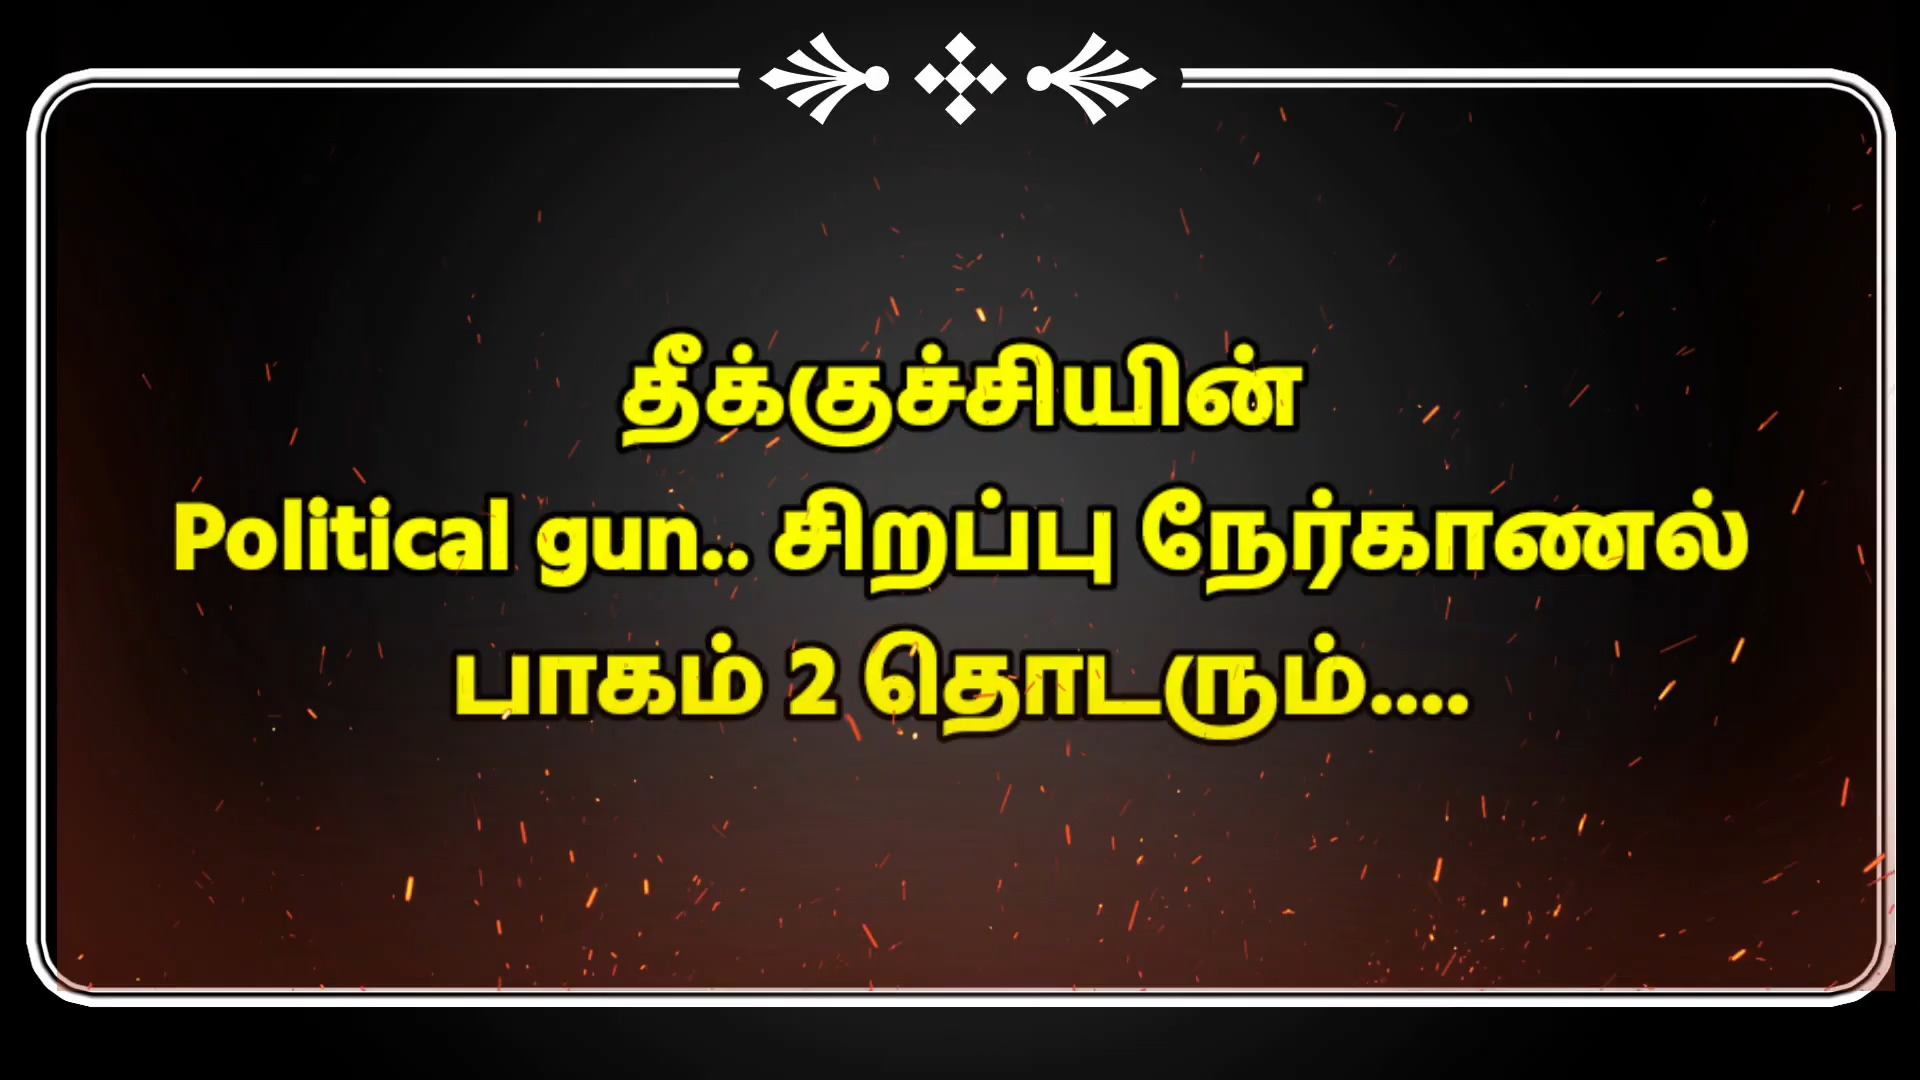 தீக்குச்சியின்
Political gun.. சிறப்பு நேர்காணல்
பாகம் 2 தொடரும்....